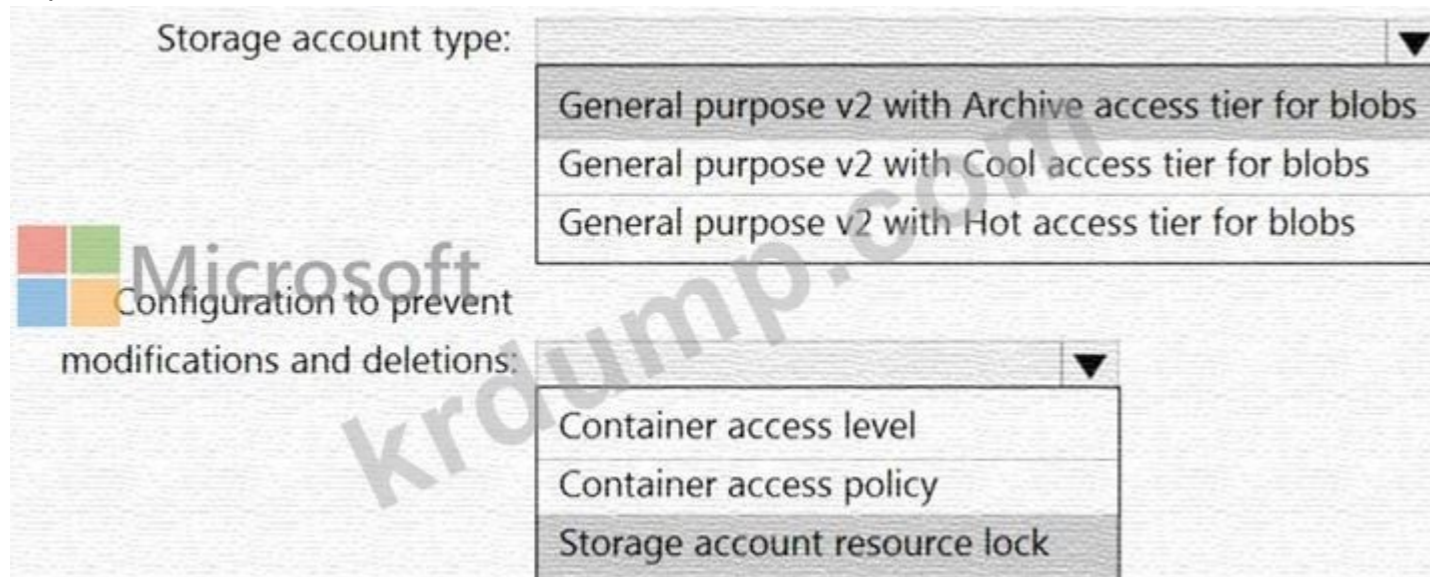 Storage account type:
General purpose v2 with Archive access tier for blobs
General purpose v2 with Cool access tier for blobs
General purpose v2 with Hot access tier for blobs
Microsoft
Configuration to prevent
modifications and deletions:
Container access level
Container access policy
Storage account resource lock
krdump.com